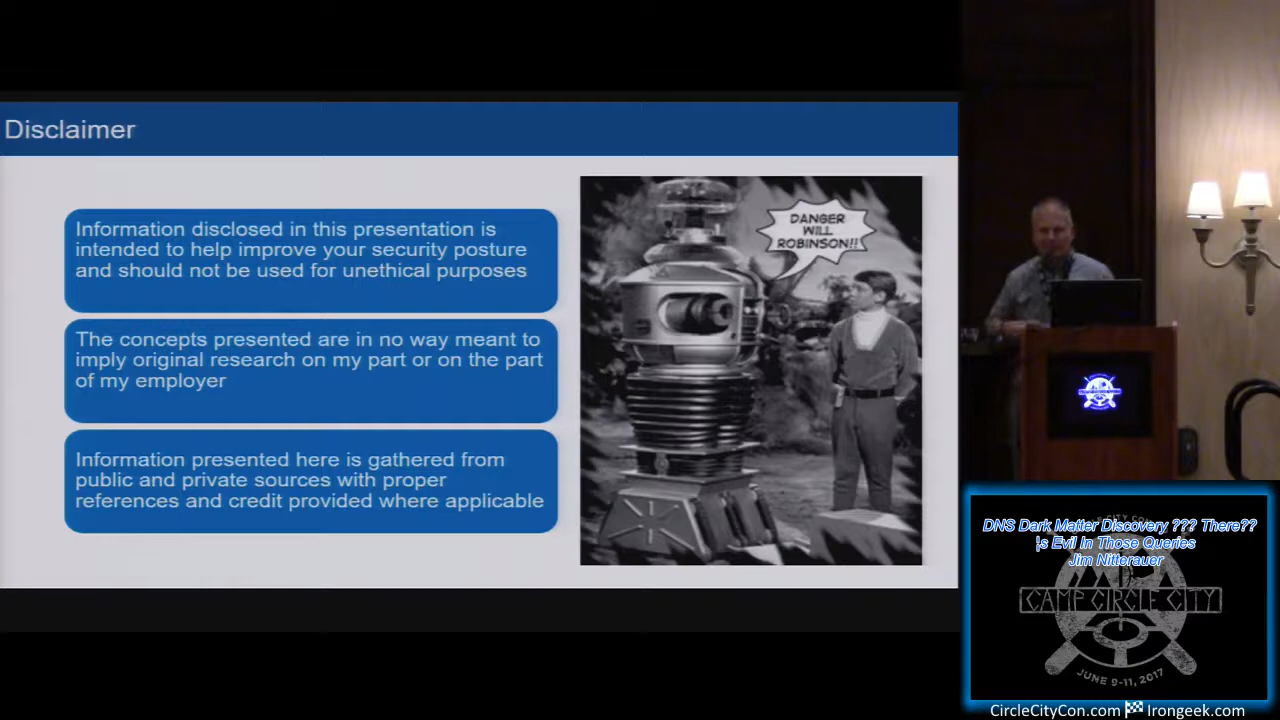 Disclaimer
Information disclosed in this presentation is
intended to help improve your security posture
and should not be used for unethical purposes
The concepts presented are in no way meant to
imply original research on my part or on the part
of my employer
Information presented here is gathered from
public and private sources with proper
references and credit provided where applicable
DANGER
WILL
ROBINSON!!
DNS Dark Matter Discovery ??? There??
s Evil In Those Queries
Jim Nitterauer
CAMP CIRCLE CITY
JUNE 9-11, 2017
CircleCityCon.com Irongeek.com